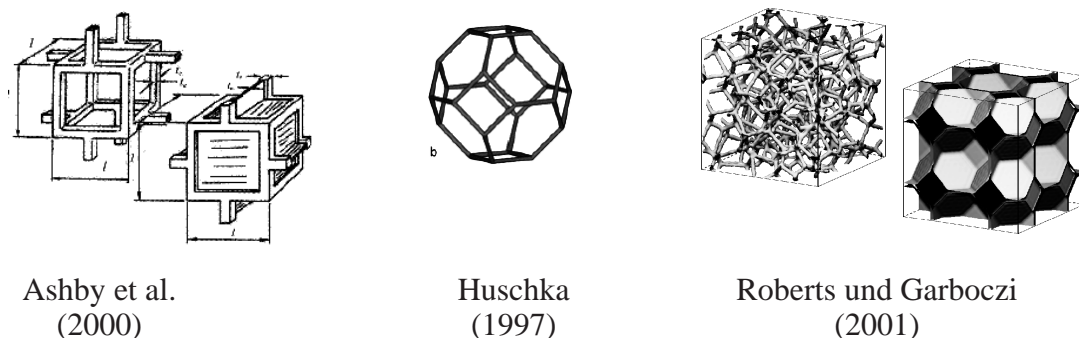 l
l
l
l
b
Ashby et al.
(2000)
Huschka
(1997)
Roberts und Garboczi
(2001)